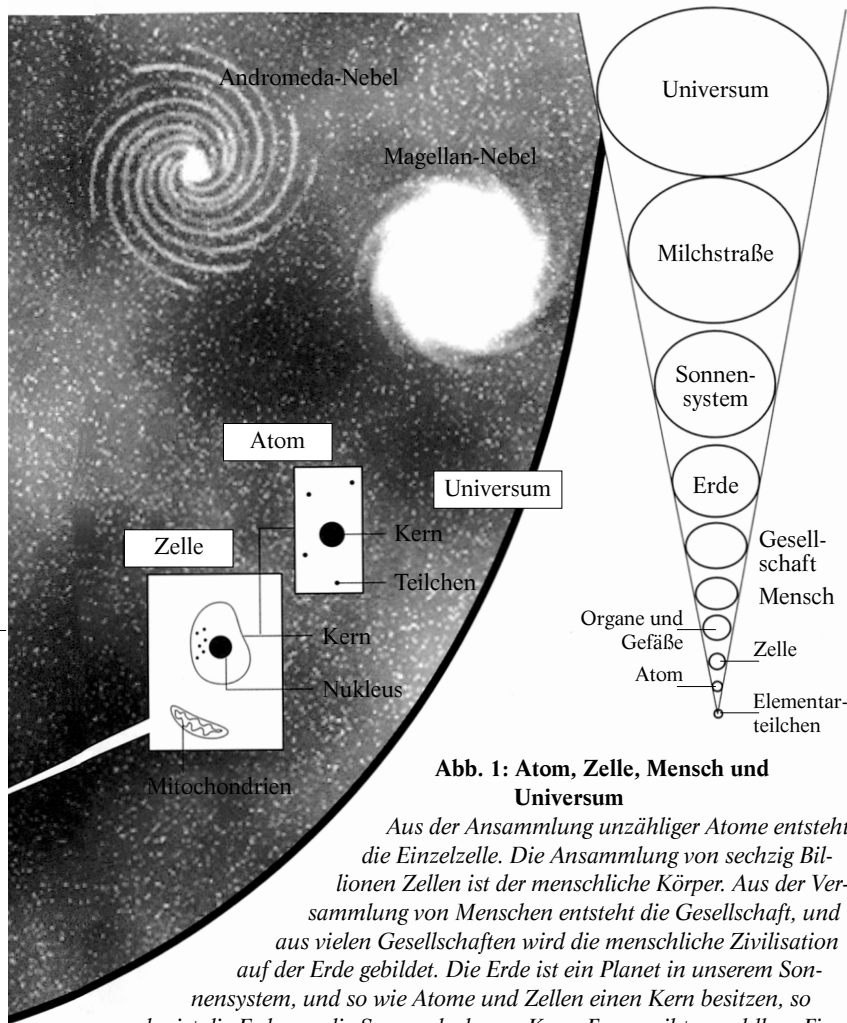 Andromeda-Nebel
Magellan-Nebel
Atom
Universum
Kern
Teilchen
Zelle
Kern
Nukleus
Mitochondrien
Universum
Milchstraße
Sonnen-
system
Erde
Gesell-
schaft
Mensch
Organe und
Gefäße
Zelle
Atom
Elementar-
teilchen
Abb. 1: Atom, Zelle, Mensch und
Universum
Aus der Ansammlung unzähliger Atome entsteht
die Einzelzelle. Die Ansammlung von sechzig Bil-
lionen Zellen ist der menschliche Körper. Aus der Ver-
sammlung von Menschen entsteht die Gesellschaft, und
aus vielen Gesellschaften wird die menschliche Zivilisation
auf der Erde gebildet. Die Erde ist ein Planet in unserem Son-
nensystem, und so wie Atome und Zellen einen Kern besitzen, so